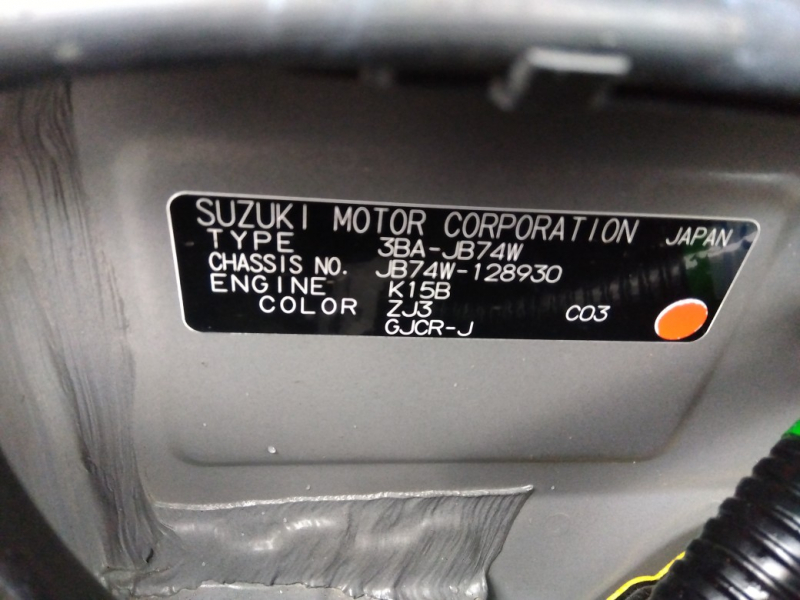 SUZUKI MOTOR CORPORATION JAPAN
TYPE 3BA-JB74W
CHASSIS NO. JB74W-128930
ENGINE K15B
COLOR ZJ3 C03
GJCR-J